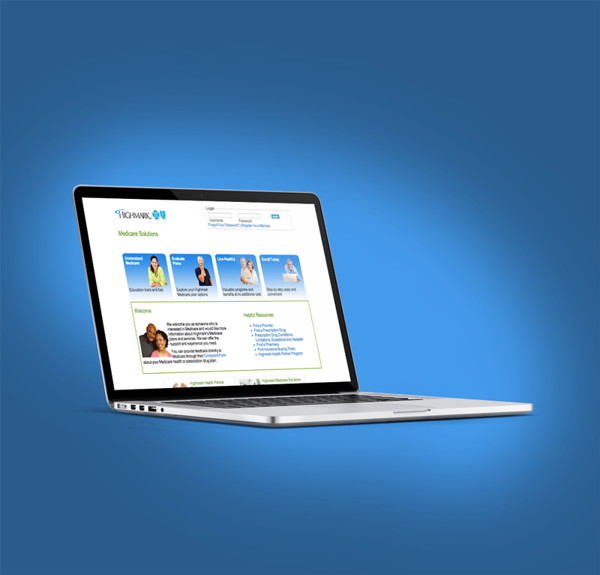 HIGHMARK
Login
Username
Password
Forgot Your Password? | Register as a Member
Medicare Solutions
Understand
Medicare
Evaluate
Plans
Live Healthy
Enroll Today
Education tools and
Explore your Highmark
Medicare plan options
Valuable programs and
benefits at no additional cost
Step-by-step, easy, and
convenient.
Welcome
We welcome you as someone who is
interested in Medicare and would like more
information about Highmark's Medicare
plans and services. We can offer the
support and experience you need.
You can provide feedback directly to
Medicare through their Complaint Form
about your Medicare health or prescription drug plan.
Helpful Resources
Find a Provider
Find a Prescription Drug
Prescription Drug Conditions,
Limitations, Exceptions and Appeals
Find a Pharmacy
Find Insurance Buying Tools
Highmark Health Partner Program
Highmark Health Partner
Highmark Medicare Solutions